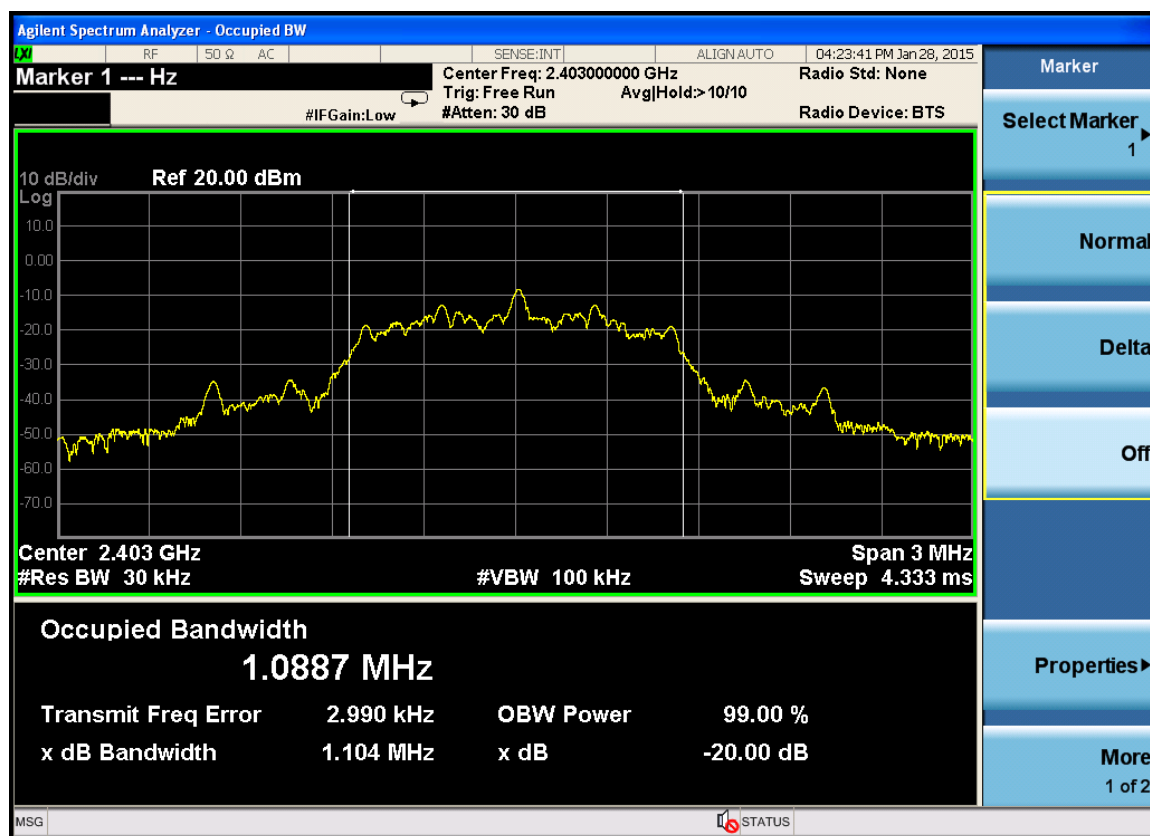 Agilent Spectrum Analyzer - Occupied BW
LXI RF 50 Ω AC SENSE:INT ALIGN AUTO 04:23:41 PM Jan 28, 2015
Marker 1 --- Hz
Center Freq: 2.403000000 GHz Radio Std: None
Trig: Free Run Avg|Hold:> 10/10
#IFGain:Low #Atten: 30 dB Radio Device: BTS
10 dB/div Ref 20.00 dBm
Log
10.0
0.00
-10.0
-20.0
-30.0
-40.0
-50.0
-60.0
-70.0
Center 2.403 GHz Span 3 MHz
#Res BW 30 kHz #VBW 100 kHz Sweep 4.333 ms
Occupied Bandwidth
1.0887 MHz
Transmit Freq Error 2.990 kHz OBW Power 99.00 %
x dB Bandwidth 1.104 MHz x dB -20.00 dB
MSG STATUS
Marker
Select Marker
1
Normal
Delta
Off
Properties
More
1 of 2